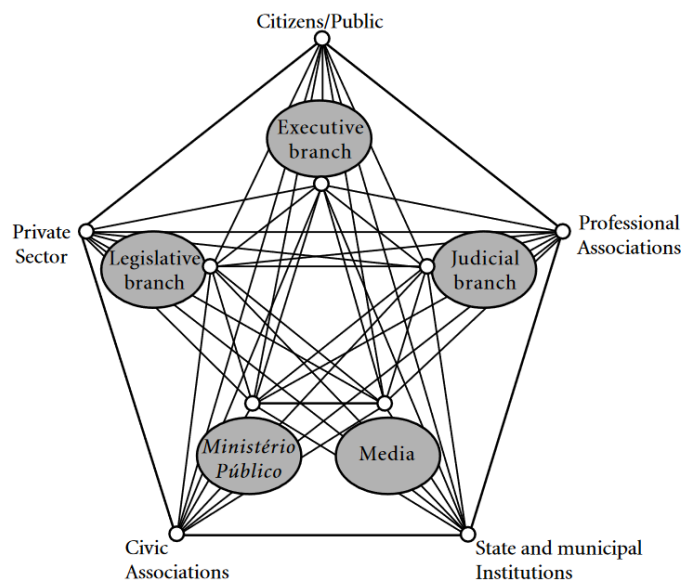 Citizens/Public
Executive
branch
Private
Sector
Professional
Associations
Legislative
branch
Judicial
branch
Ministério
Público
Media
Civic
Associations
State and municipal
Institutions